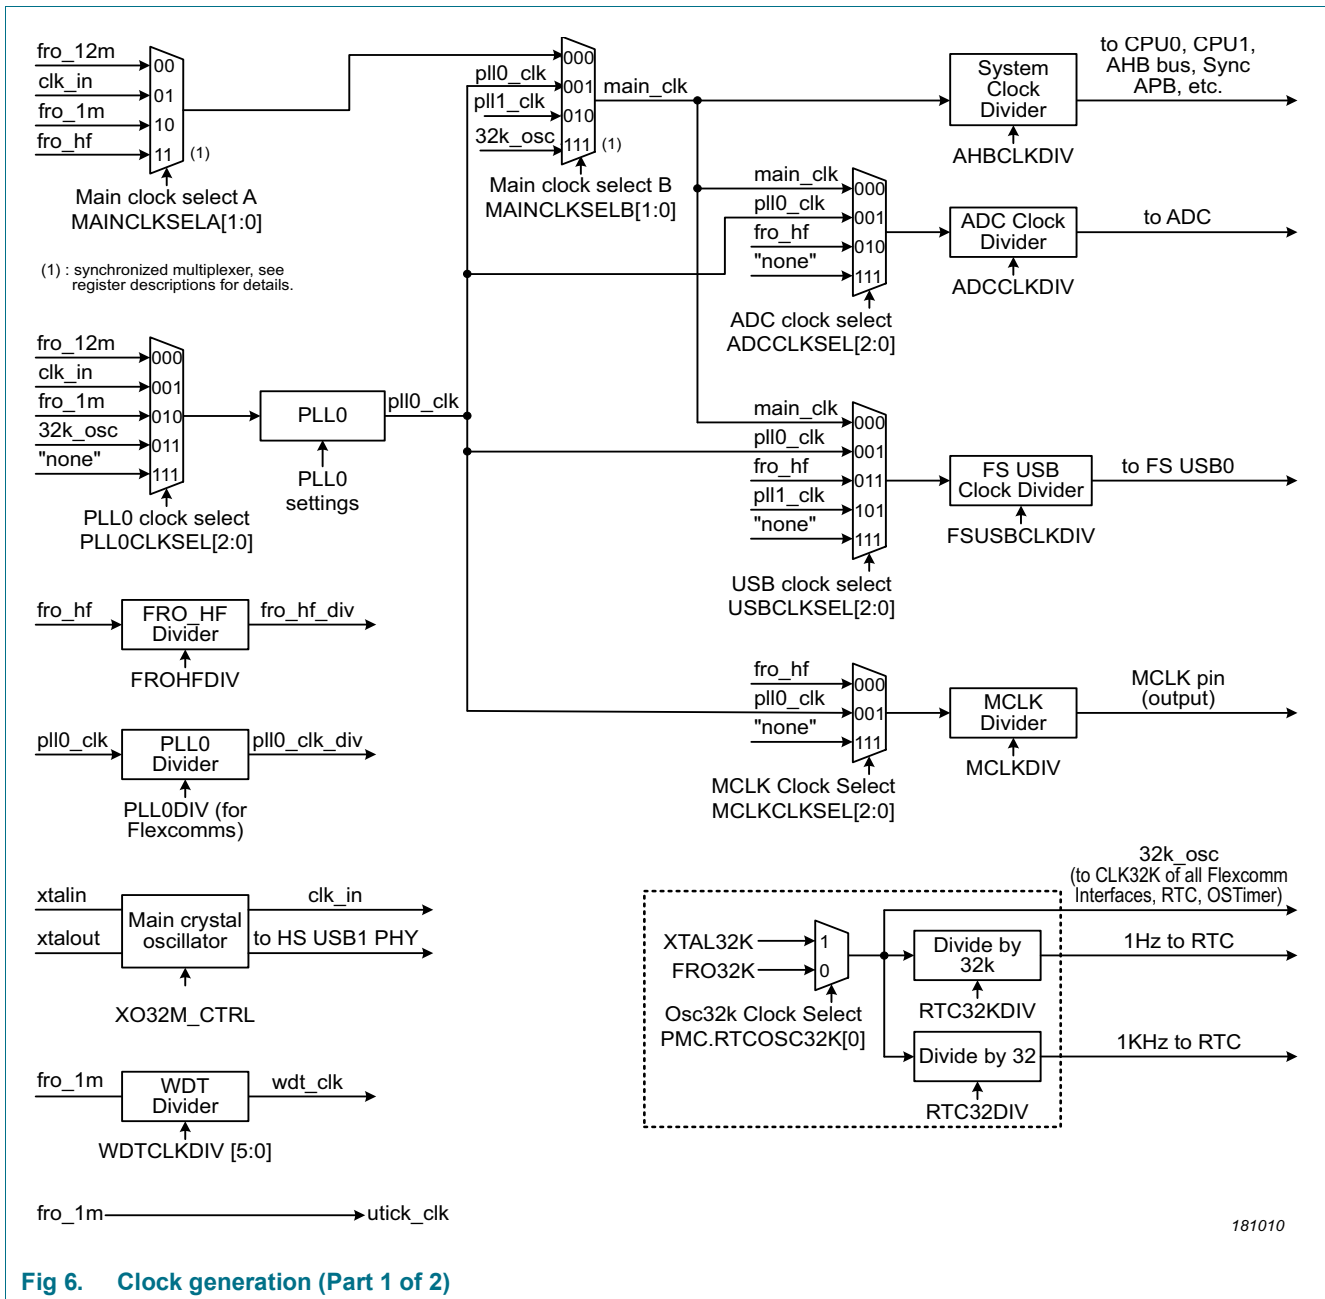 fro_12m
clk_in
fro_1m
fro_hf
00
01
10
11
(1)
Main clock select A
MAINCLKSELA[1:0]
(1) : synchronized multiplexer, see
register descriptions for details.
pll0_clk
pll1_clk
32k_osc
000
001
010
111
(1)
main_clk
Main clock select B
MAINCLKSELB[1:0]
System
Clock
Divider
AHBCLKDIV
to CPU0, CPU1,
AHB bus, Sync
APB, etc.
main_clk
pll0_clk
fro_hf
"none"
000
001
010
111
ADC clock select
ADCCLKSEL[2:0]
ADC Clock
Divider
ADCCLKDIV
to ADC
fro_12m
clk_in
fro_1m
32k_osc
"none"
000
001
010
011
111
PLL0 clock select
PLL0CLKSEL[2:0]
PLL0
PLL0
settings
pll0_clk
main_clk
pll0_clk
fro_hf
pll1_clk
"none"
000
001
011
101
111
USB clock select
USBCLKSEL[2:0]
FS USB
Clock Divider
FSUSBCLKDIV
to FS USB0
fro_hf
FRO_HF
Divider
fro_hf_div
FROHFDIV
fro_hf
pll0_clk
"none"
000
001
111
MCLK Clock Select
MCLKCLKSEL[2:0]
MCLK
Divider
MCLKDIV
MCLK pin
(output)
pll0_clk
PLL0
Divider
pll0_clk_div
PLL0DIV (for
Flexcomms)
xtalin
xtalout
Main crystal
oscillator
clk_in
to HS USB1 PHY
XO32M_CTRL
XTAL32K
FRO32K
1
0
Osc32k Clock Select
PMC.RTCOSC32K[0]
32k_osc
(to CLK32K of all Flexcomm
Interfaces, RTC, OSTimer)
Divide by
32k
RTC32KDIV
1Hz to RTC
Divide by 32
RTC32DIV
1KHz to RTC
fro_1m
WDT
Divider
wdt_clk
WDTCLKDIV [5:0]
fro_1m
utick_clk
181010
Fig 6. Clock generation (Part 1 of 2)